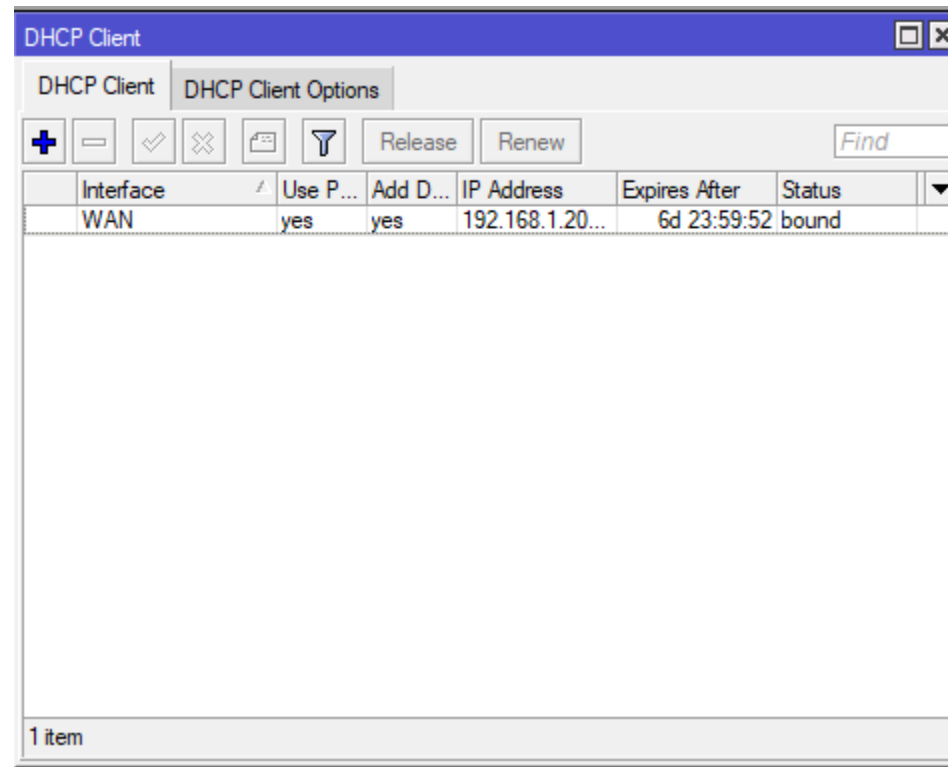 DHCP Client
DHCP Client DHCP Client Options
Release Renew Find
Interface Use P... Add D... IP Address Expires After Status
WAN yes yes 192.168.1.20... 6d 23:59:52 bound
1 item